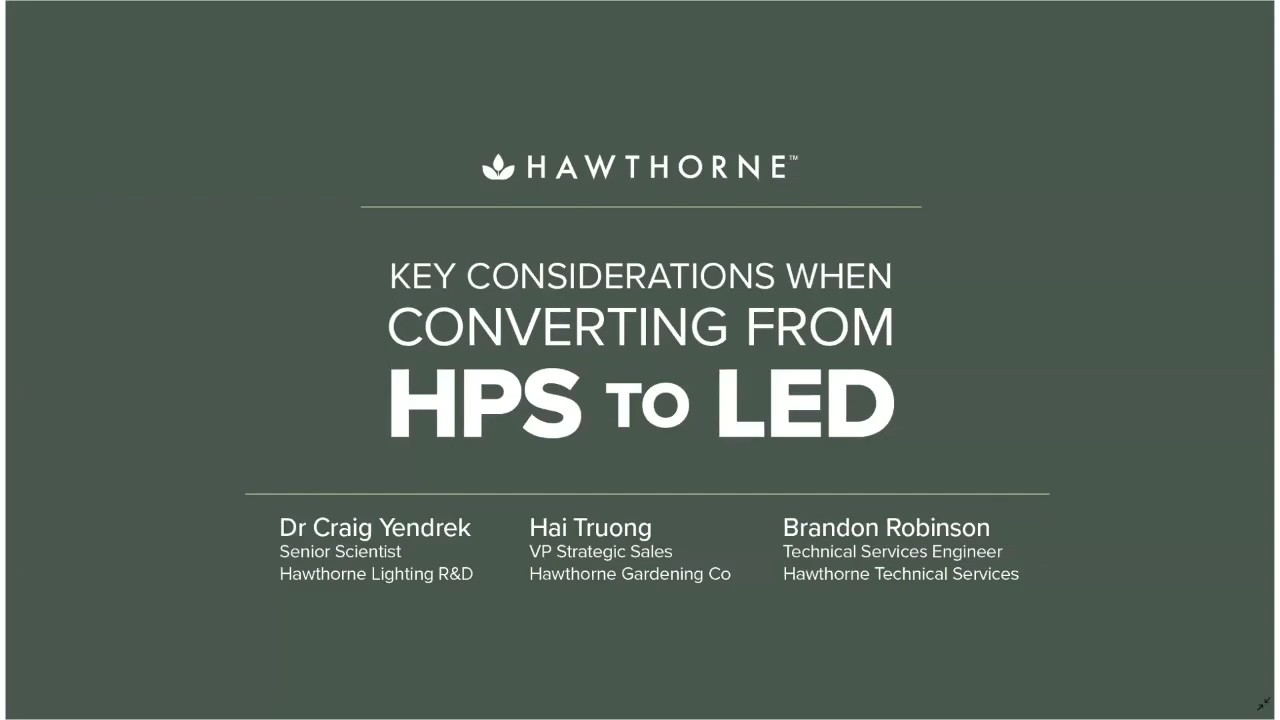 HAWTHORNE™
KEY CONSIDERATIONS WHEN
CONVERTING FROM
HPS TO LED
Dr Craig Yendrek
Senior Scientist
Hawthorne Lighting R&D
Hai Truong
VP Strategic Sales
Hawthorne Gardening Co
Brandon Robinson
Technical Services Engineer
Hawthorne Technical Services